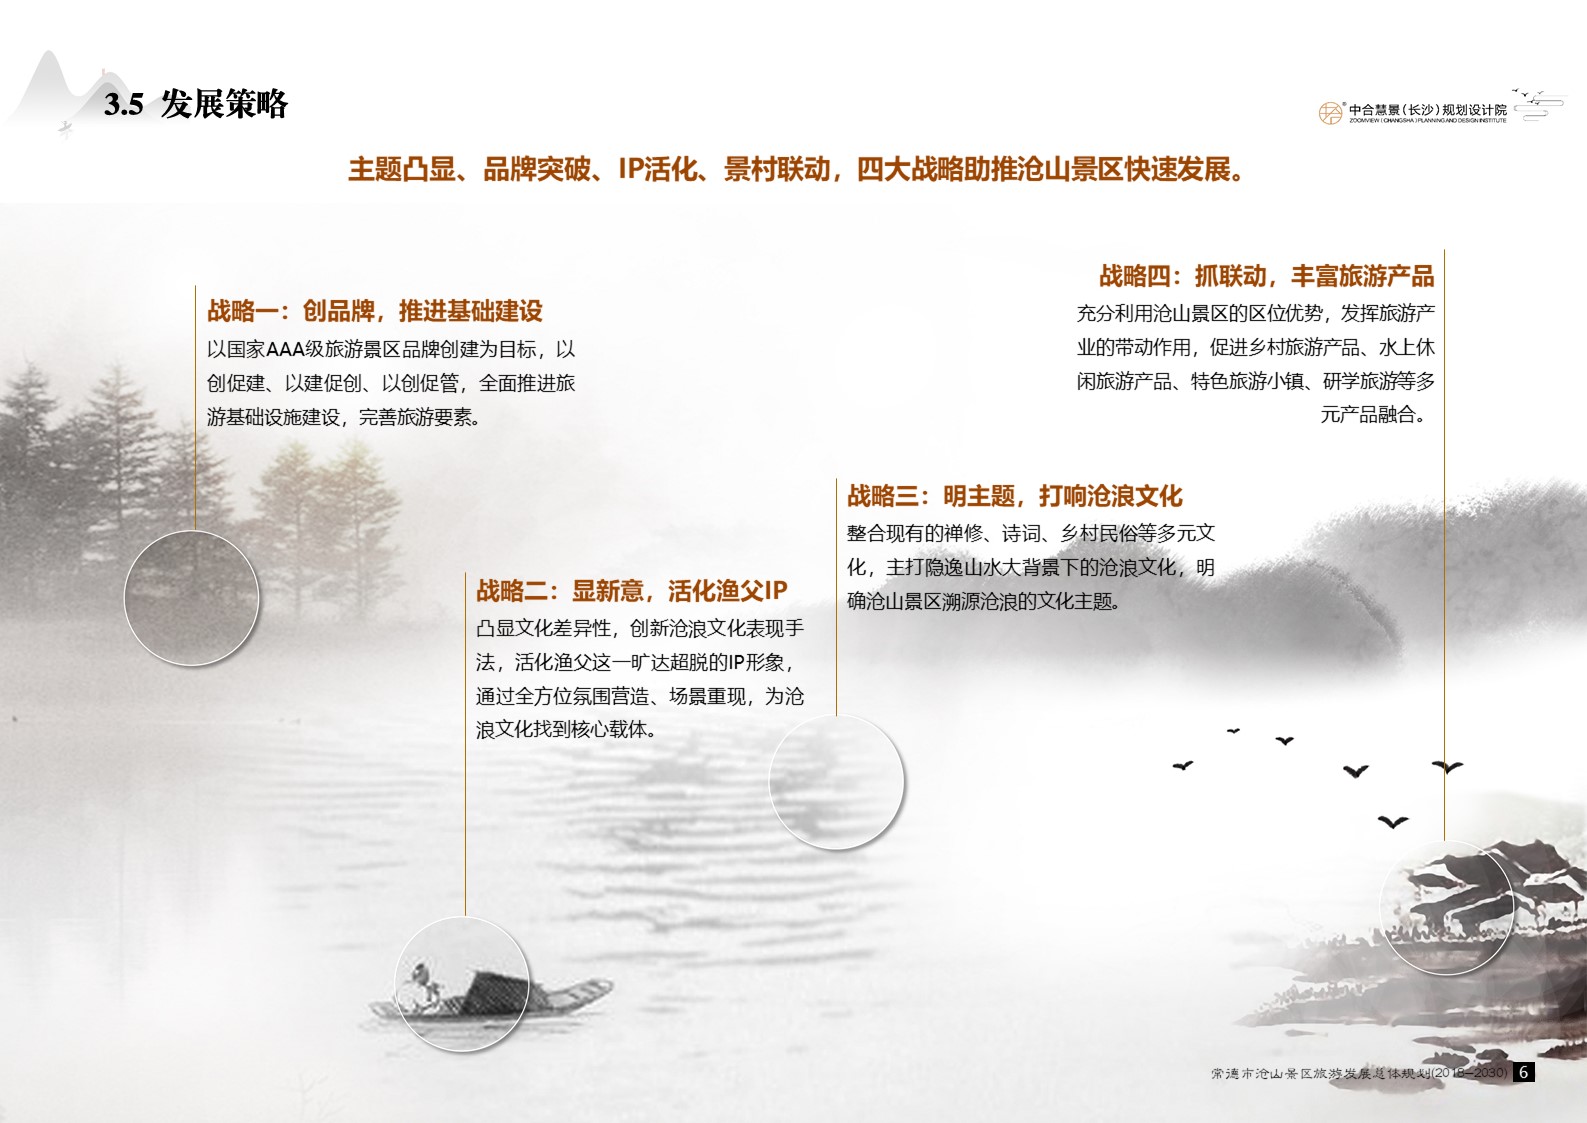 3.5 发展策略
中合慧景（长沙）规划设计院
ZOOMVIEW ( CHANGSHA ) PLANNING AND DESIGN INSTITUTE
主题凸显、品牌突破、IP活化、景村联动，四大战略助推沧山景区快速发展。
战略一：创品牌，推进基础建设
以国家AAA级旅游景区品牌创建为目标，以
创促建、以建促创、以创促管，全面推进旅
游基础设施建设，完善旅游要素。
战略二：显新意，活化渔父IP
凸显文化差异性，创新沧浪文化表现手
法，活化渔父这一旷达超脱的IP形象，
通过全方位氛围营造、场景重现，为沧
浪文化找到核心载体。
战略三：明主题，打响沧浪文化
整合现有的禅修、诗词、乡村民俗等多元文
化，主打隐逸山水大背景下的沧浪文化，明
确沧山景区溯源沧浪的文化主题。
战略四：抓联动，丰富旅游产品
充分利用沧山景区的区位优势，发挥旅游产
业的带动作用，促进乡村旅游产品、水上休
闲旅游产品、特色旅游小镇、研学旅游等多
元产品融合。
常德市沧山景区旅游发展总体规划(2018—2030) 6